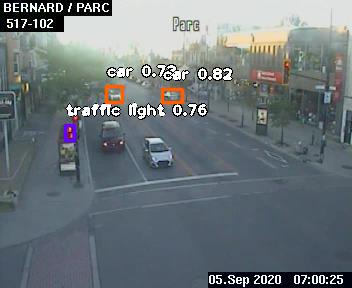 BERNARD / PARC
517-102
Parc
car 0.73
car 0.82
traffic light 0.76
05.Sep 2020 07:00:25